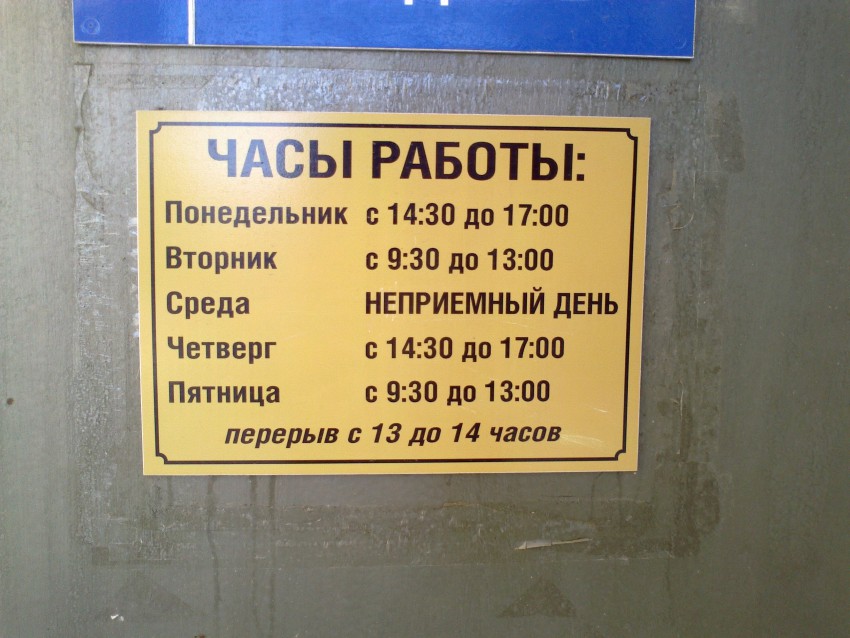 ЧАСЫ РАБОТЫ:
Понедельник с 14:30 до 17:00
Вторник с 9:30 до 13:00
Среда НЕПРИЕМНЫЙ ДЕНЬ
Четверг с 14:30 до 17:00
Пятница с 9:30 до 13:00
перерыв с 13 до 14 часов